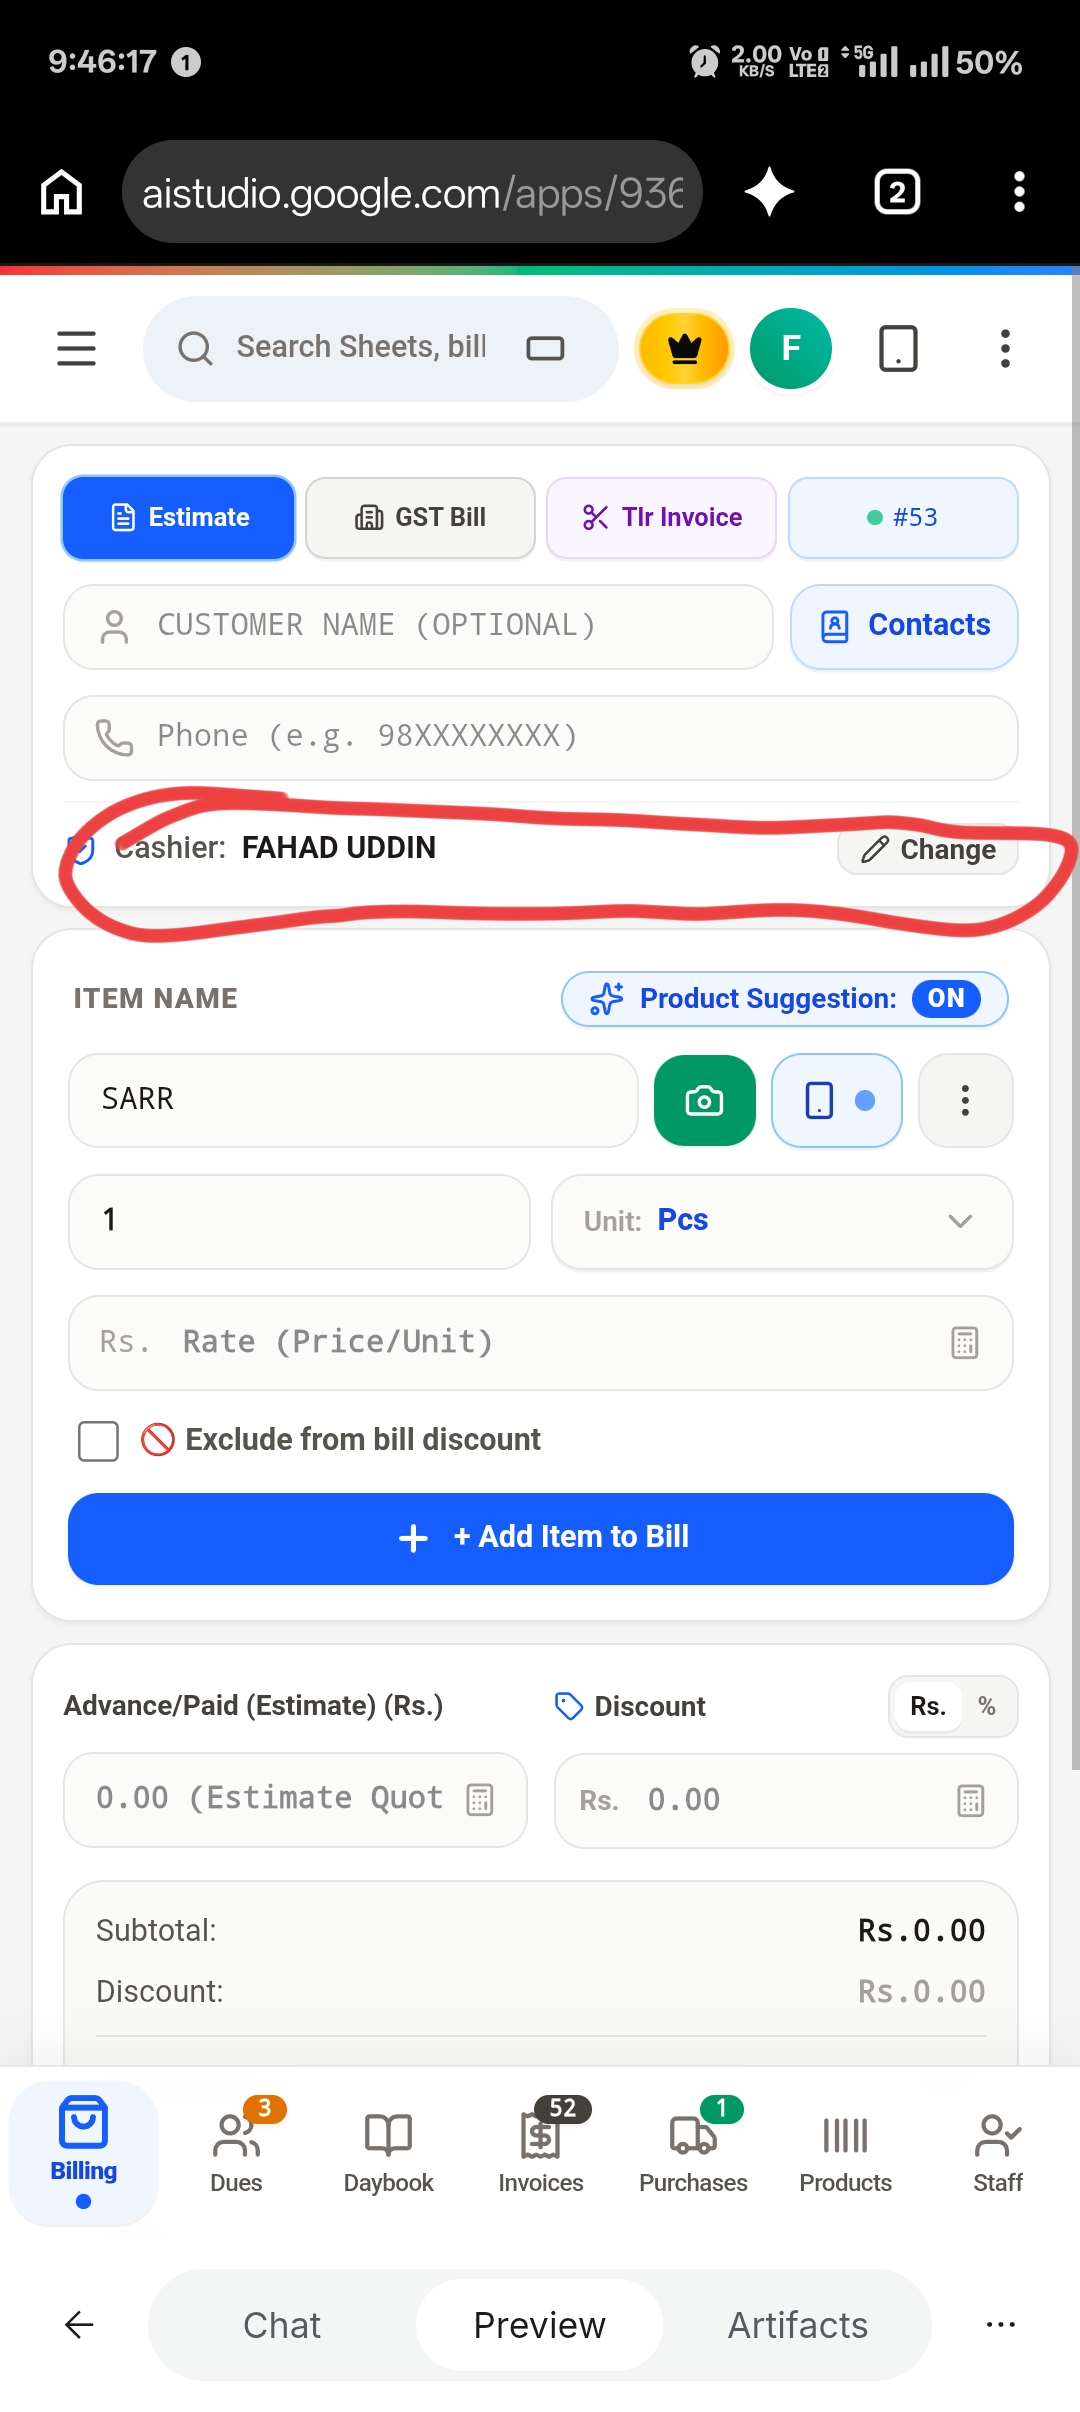 9:46:17 1 2.00 KB/S Vo 1 LTE2 5G 50%
aistudio.google.com/apps/936
2
Search Sheets, bill
F
Estimate GST Bill Tlr Invoice #53
CUSTOMER NAME (OPTIONAL) Contacts
Phone (e.g. 98XXXXXXXX)
Cashier: FAHAD UDDIN Change
ITEM NAME Product Suggestion: ON
SARR
1 Unit: Pcs
Rs. Rate (Price/Unit)
Exclude from bill discount
+ Add Item to Bill
Advance/Paid (Estimate) (Rs.) Discount Rs. %
0.00 (Estimate Quot Rs. 0.00
Subtotal: Rs.0.00
Discount: Rs.0.00
3 52 1
Billing Dues Daybook Invoices Purchases Products Staff
Chat Preview Artifacts